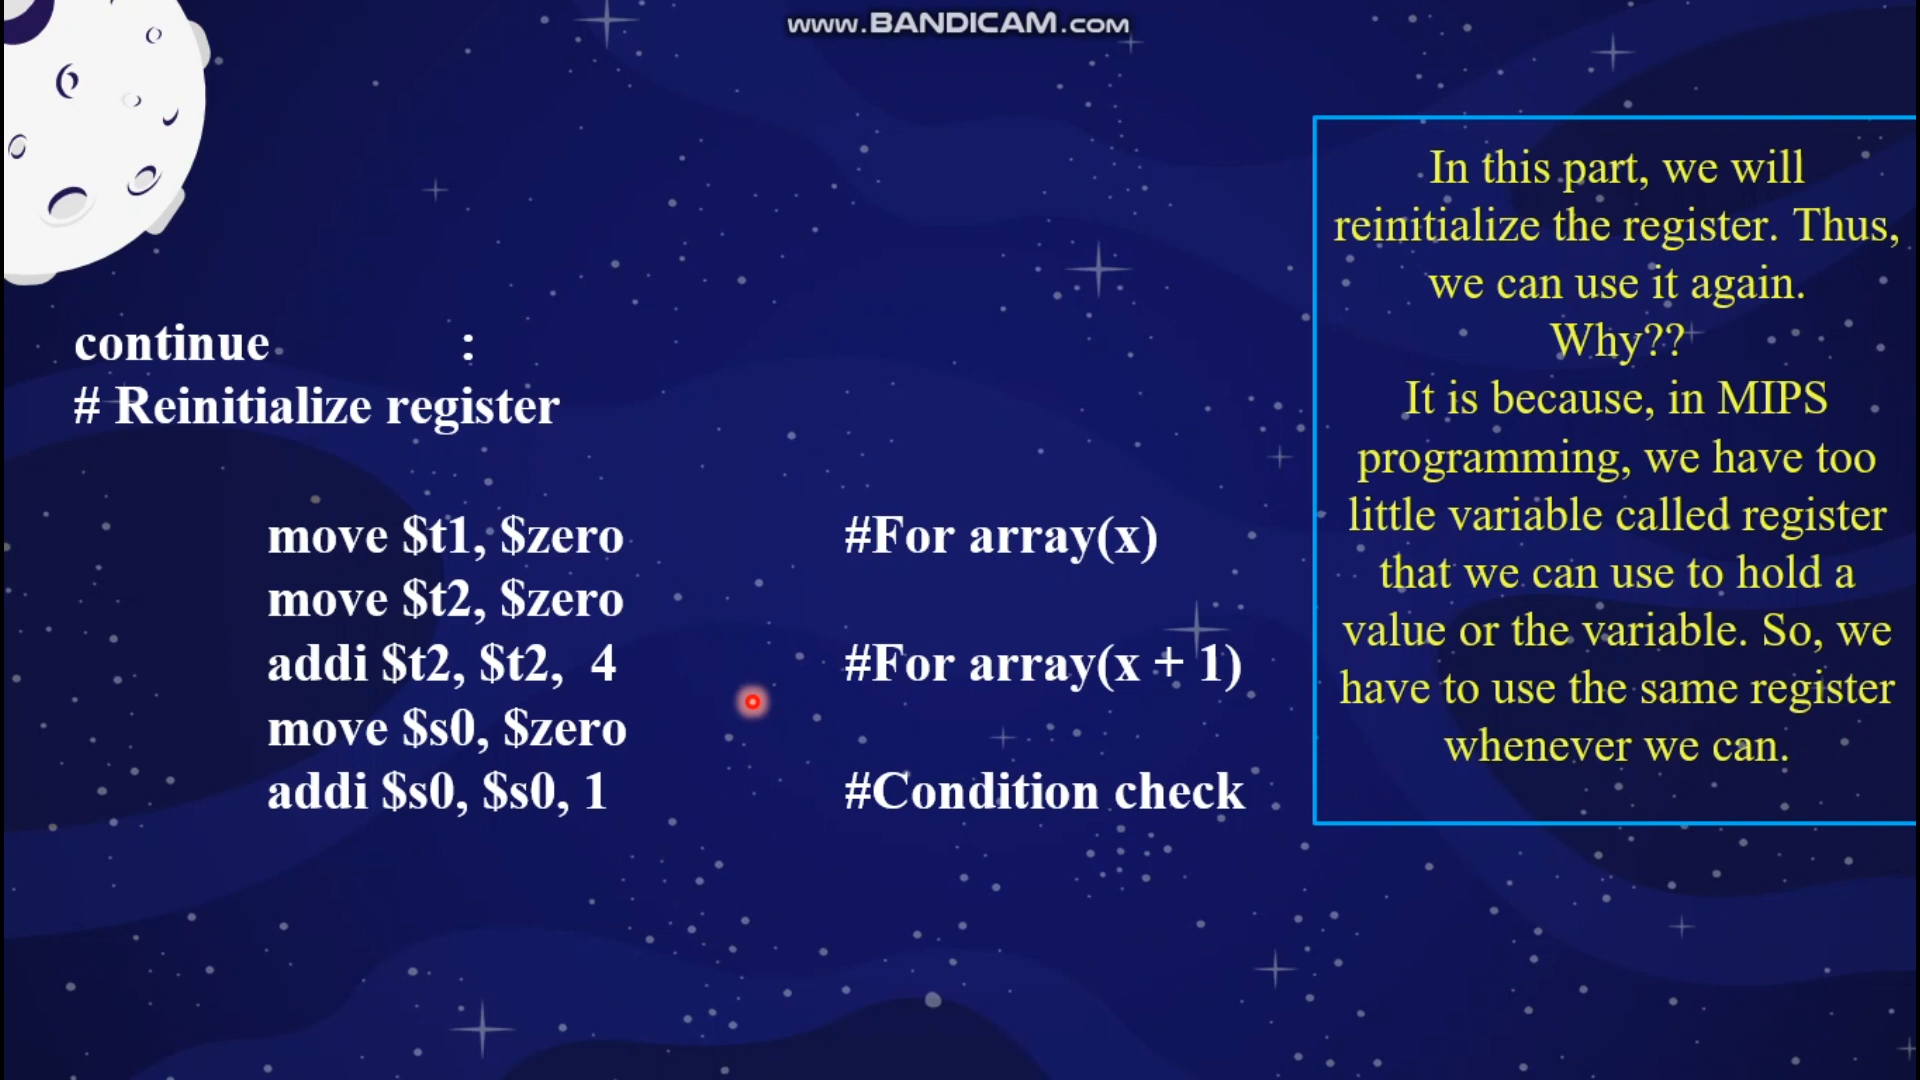 www.BANDICAM.com
continue :
# Reinitialize register
move $t1, $zero #For array(x)
move $t2, $zero
addi $t2, $t2, 4 #For array(x + 1)
move $s0, $zero
addi $s0, $s0, 1 #Condition check
In this part, we will
reinitialize the register. Thus,
we can use it again.
Why??
It is because, in MIPS
programming, we have too
little variable called register
that we can use to hold a
value or the variable. So, we
have to use the same register
whenever we can.